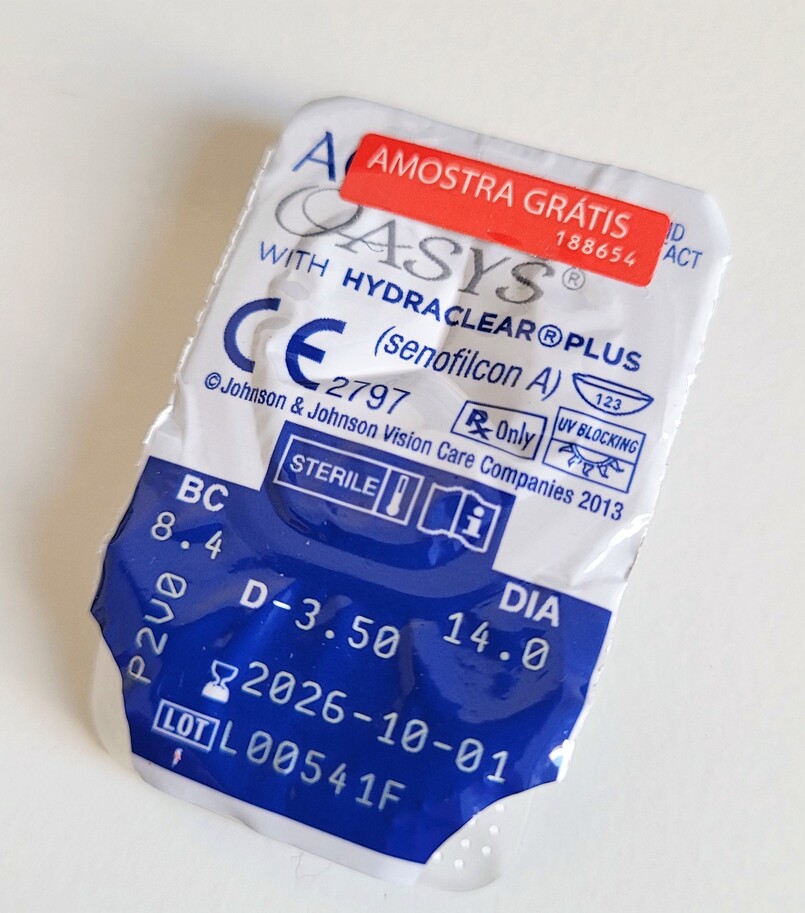 AMOSTRA GRÁTIS
188654
OASYS®
WITH HYDRACLEAR®PLUS
CE 2797
(senofilcon A)
123
©Johnson & Johnson Vision Care Companies 2013
Rx Only
UV BLOCKING
STERILE
i
BC
8.4
DIA
14.0
D-3.50
P2V0
2026-10-01
LOT L00541F